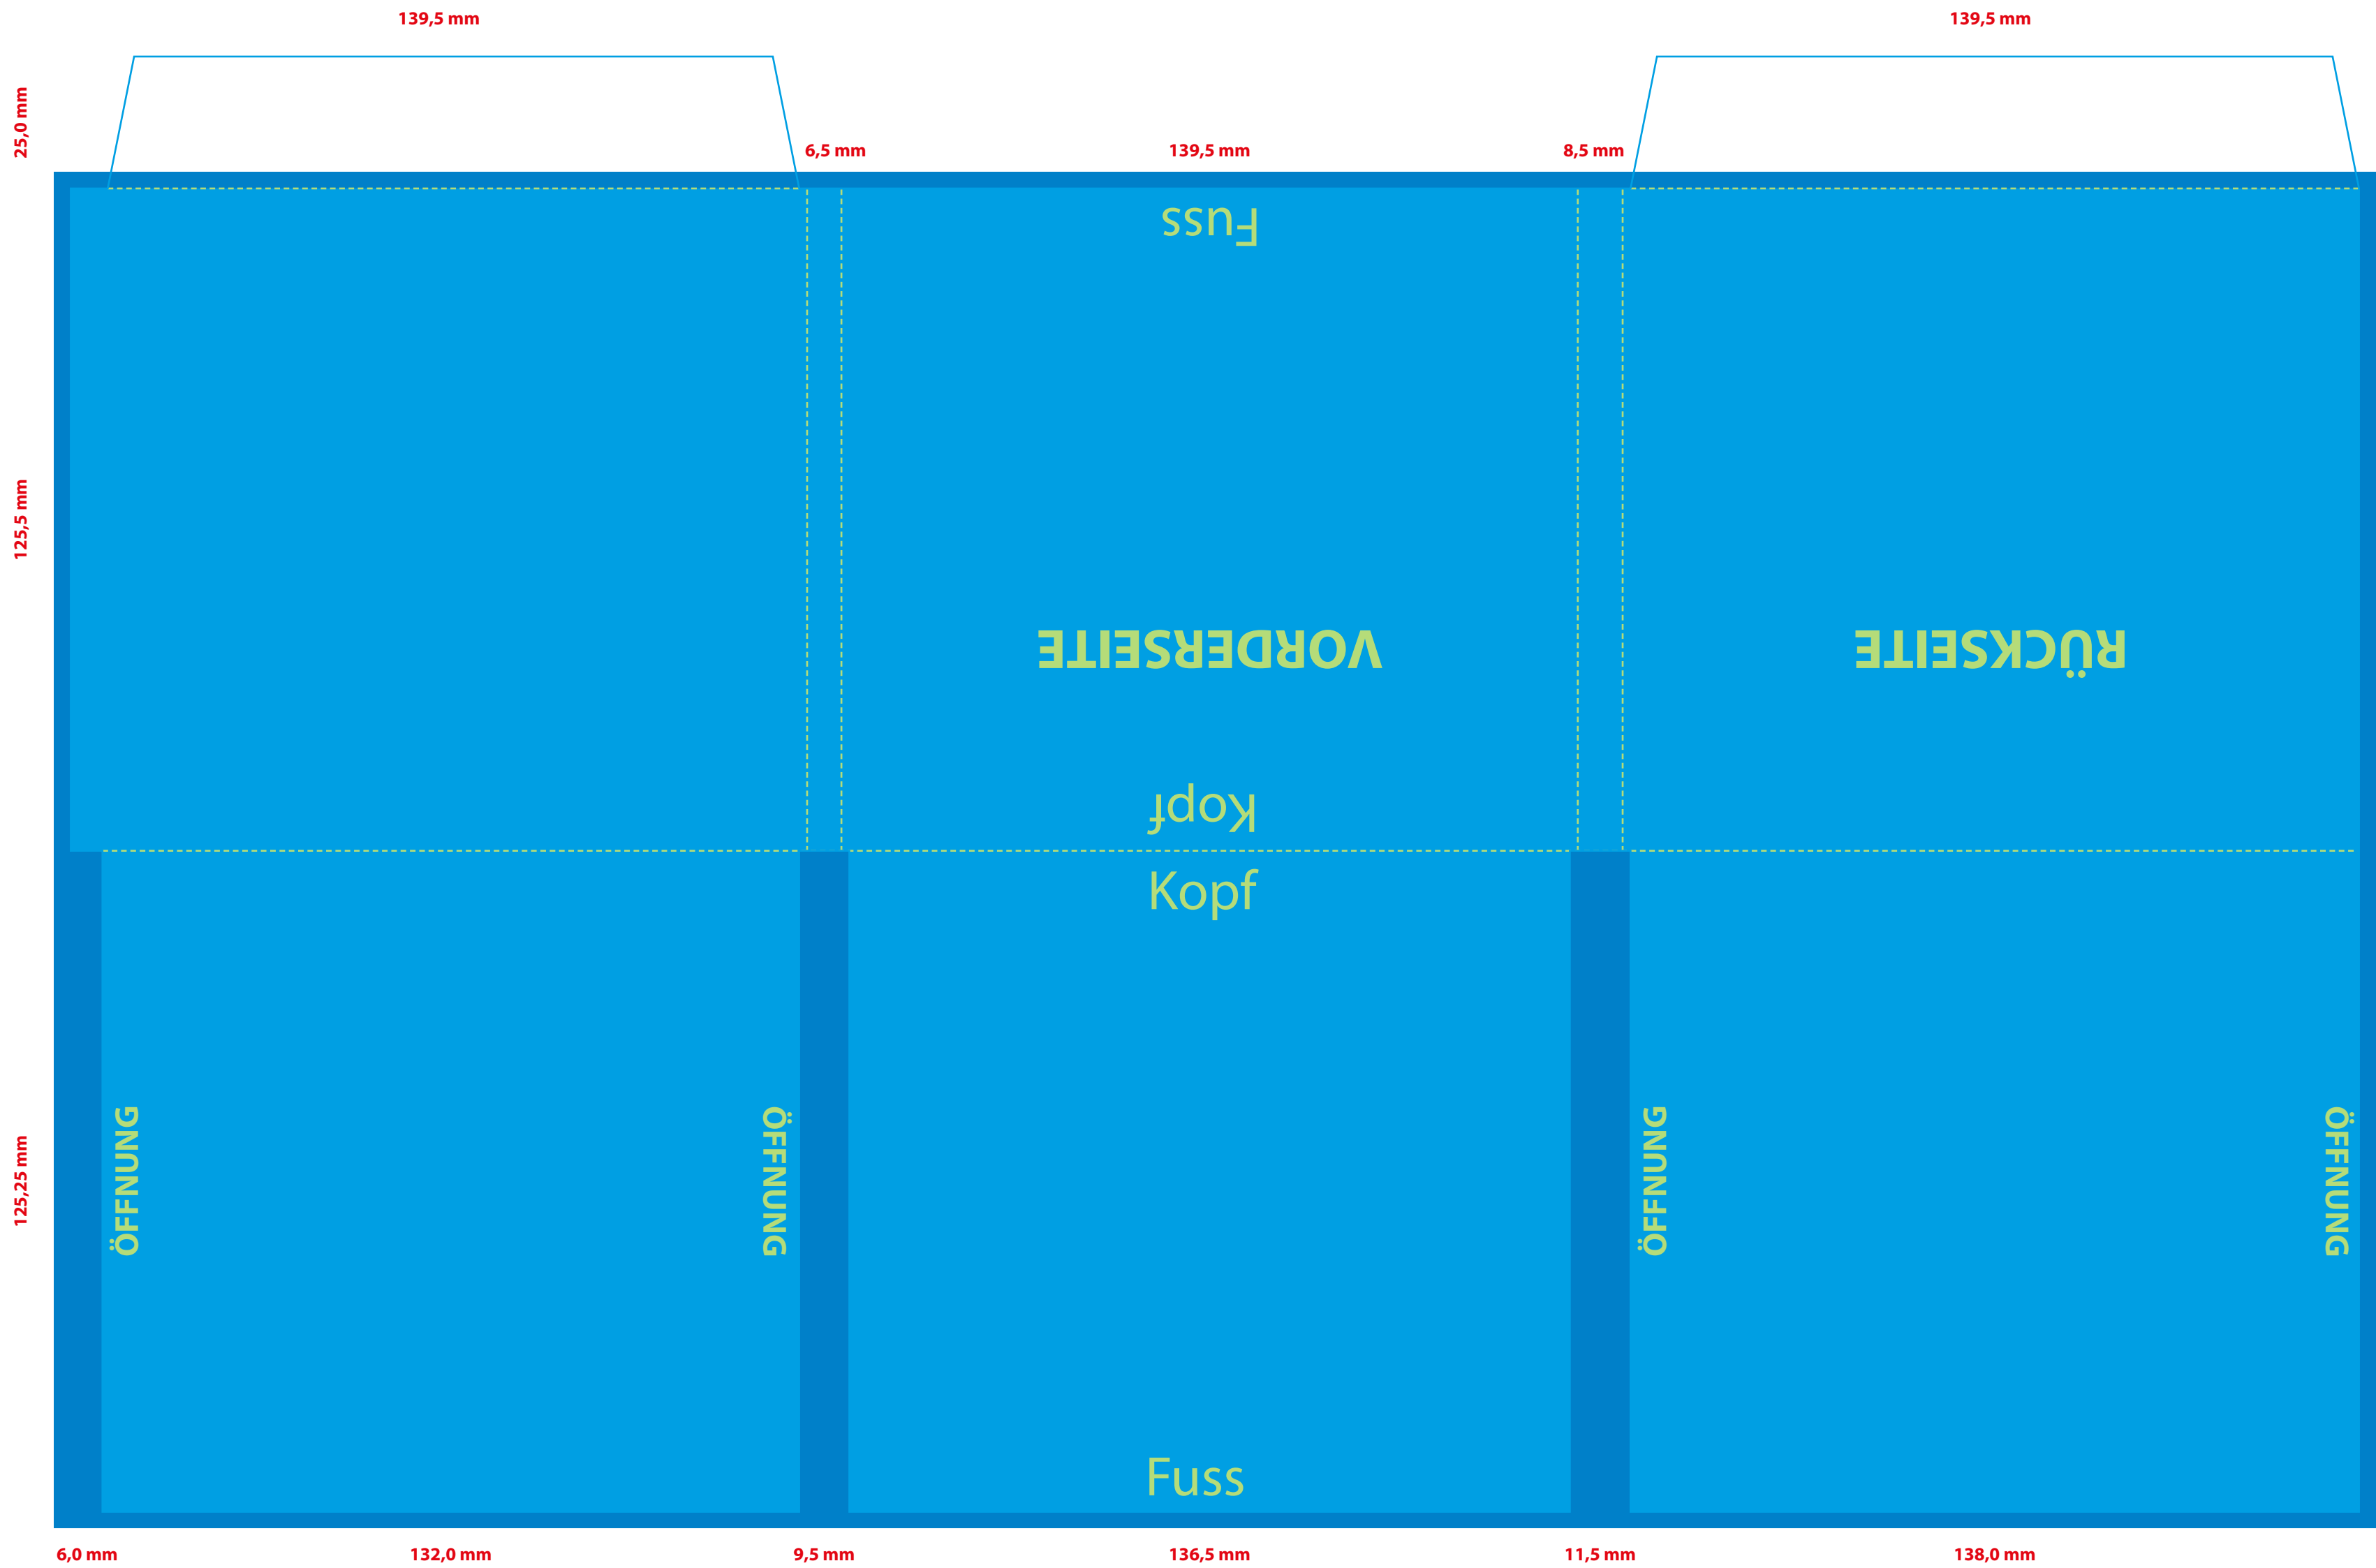 139,5 mm
139,5 mm
25,0 mm
6,5 mm
139,5 mm
8,5 mm
Fuss
125,5 mm
VORDERSEITE
RÜCKSEITE
Kopf
Kopf
125,25 mm
ÖFFNUNG
ÖFFNUNG
ÖFFNUNG
ÖFFNUNG
Fuss
6,0 mm
132,0 mm
9,5 mm
136,5 mm
11,5 mm
138,0 mm